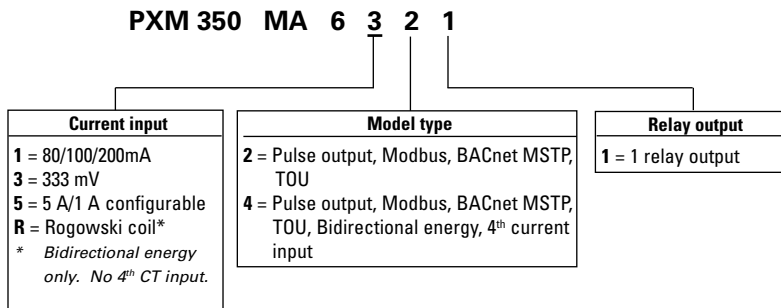 PXM 350 MA 6 3 2 1
Current input
1 = 80/100/200mA
3 = 333 mV
5 = 5 A/1 A configurable
R = Rogowski coil*
* Bidirectional energy
only. No 4th CT input.
Model type
2 = Pulse output, Modbus, BACnet MSTP,
TOU
4 = Pulse output, Modbus, BACnet MSTP,
TOU, Bidirectional energy, 4th current
input
Relay output
1 = 1 relay output